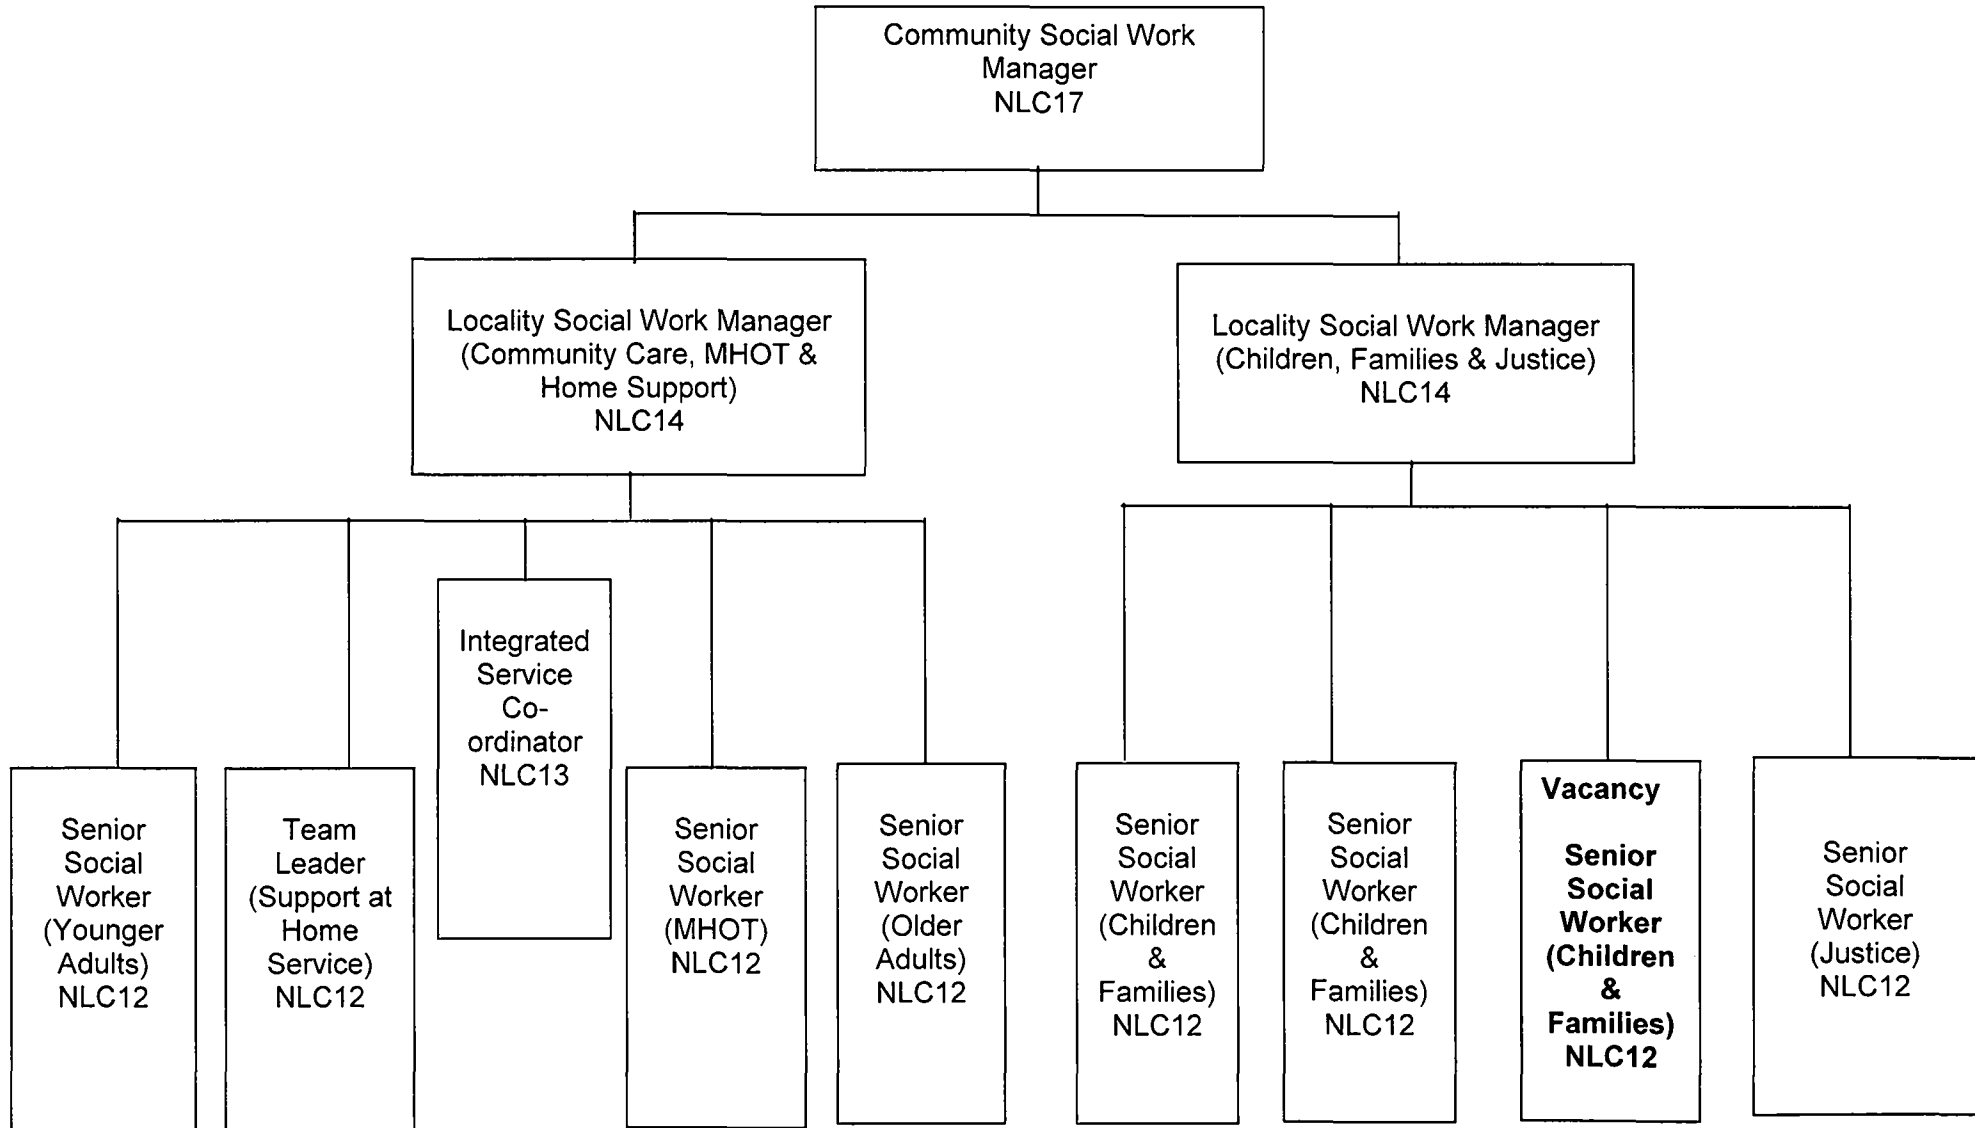 Community Social Work
Manager
NLC17
Locality Social Work Manager
(Community Care, MHOT &
Home Support)
NLC14
Locality Social Work Manager
(Children, Families & Justice)
NLC14
Senior
Social
Worker
(Younger
Adults)
NLC12
Team
Leader
(Support at
Home
Service)
NLC12
Integrated
Service
Co-
ordinator
NLC13
Senior
Social
Worker
(MHOT)
NLC12
Senior
Social
Worker
(Older
Adults)
NLC12
Senior
Social
Worker
(Children
&
Families)
NLC12
Senior
Social
Worker
(Children
&
Families)
NLC12
Vacancy
Senior
Social
Worker
(Children
&
Families)
NLC12
Senior
Social
Worker
(Justice)
NLC12